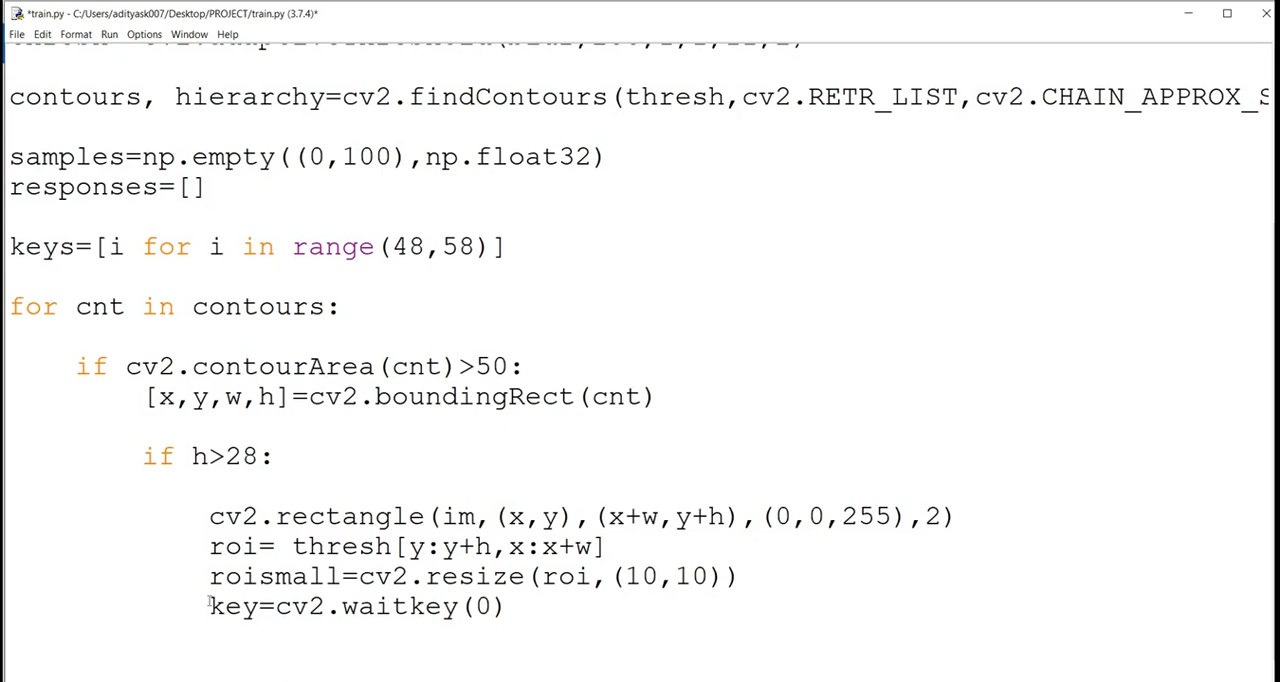 *train.py - C:/Users/adityask007/Desktop/PROJECT/train.py (3.7.4)*
File Edit Format Run Options Window Help
contours, hierarchy=cv2.findContours(thresh,cv2.RETR_LIST,cv2.CHAIN_APPROX_S
samples=np.empty((0,100),np.float32)
responses=[]
keys=[i for i in range(48,58)]
for cnt in contours:
if cv2.contourArea(cnt)>50:
[x,y,w,h]=cv2.boundingRect(cnt)
if h>28:
cv2.rectangle(im,(x,y),(x+w,y+h),(0,0,255),2)
roi= thresh[y:y+h,x:x+w]
roismall=cv2.resize(roi,(10,10))
key=cv2.waitkey(0)